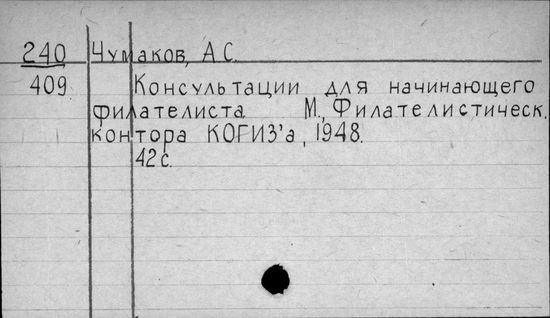 240 Чумаков, А.С.
409 Консультации для начинающего
филателиста. М., Филателистическ.
контора КОГИЗ'а, 1948.
42 с.